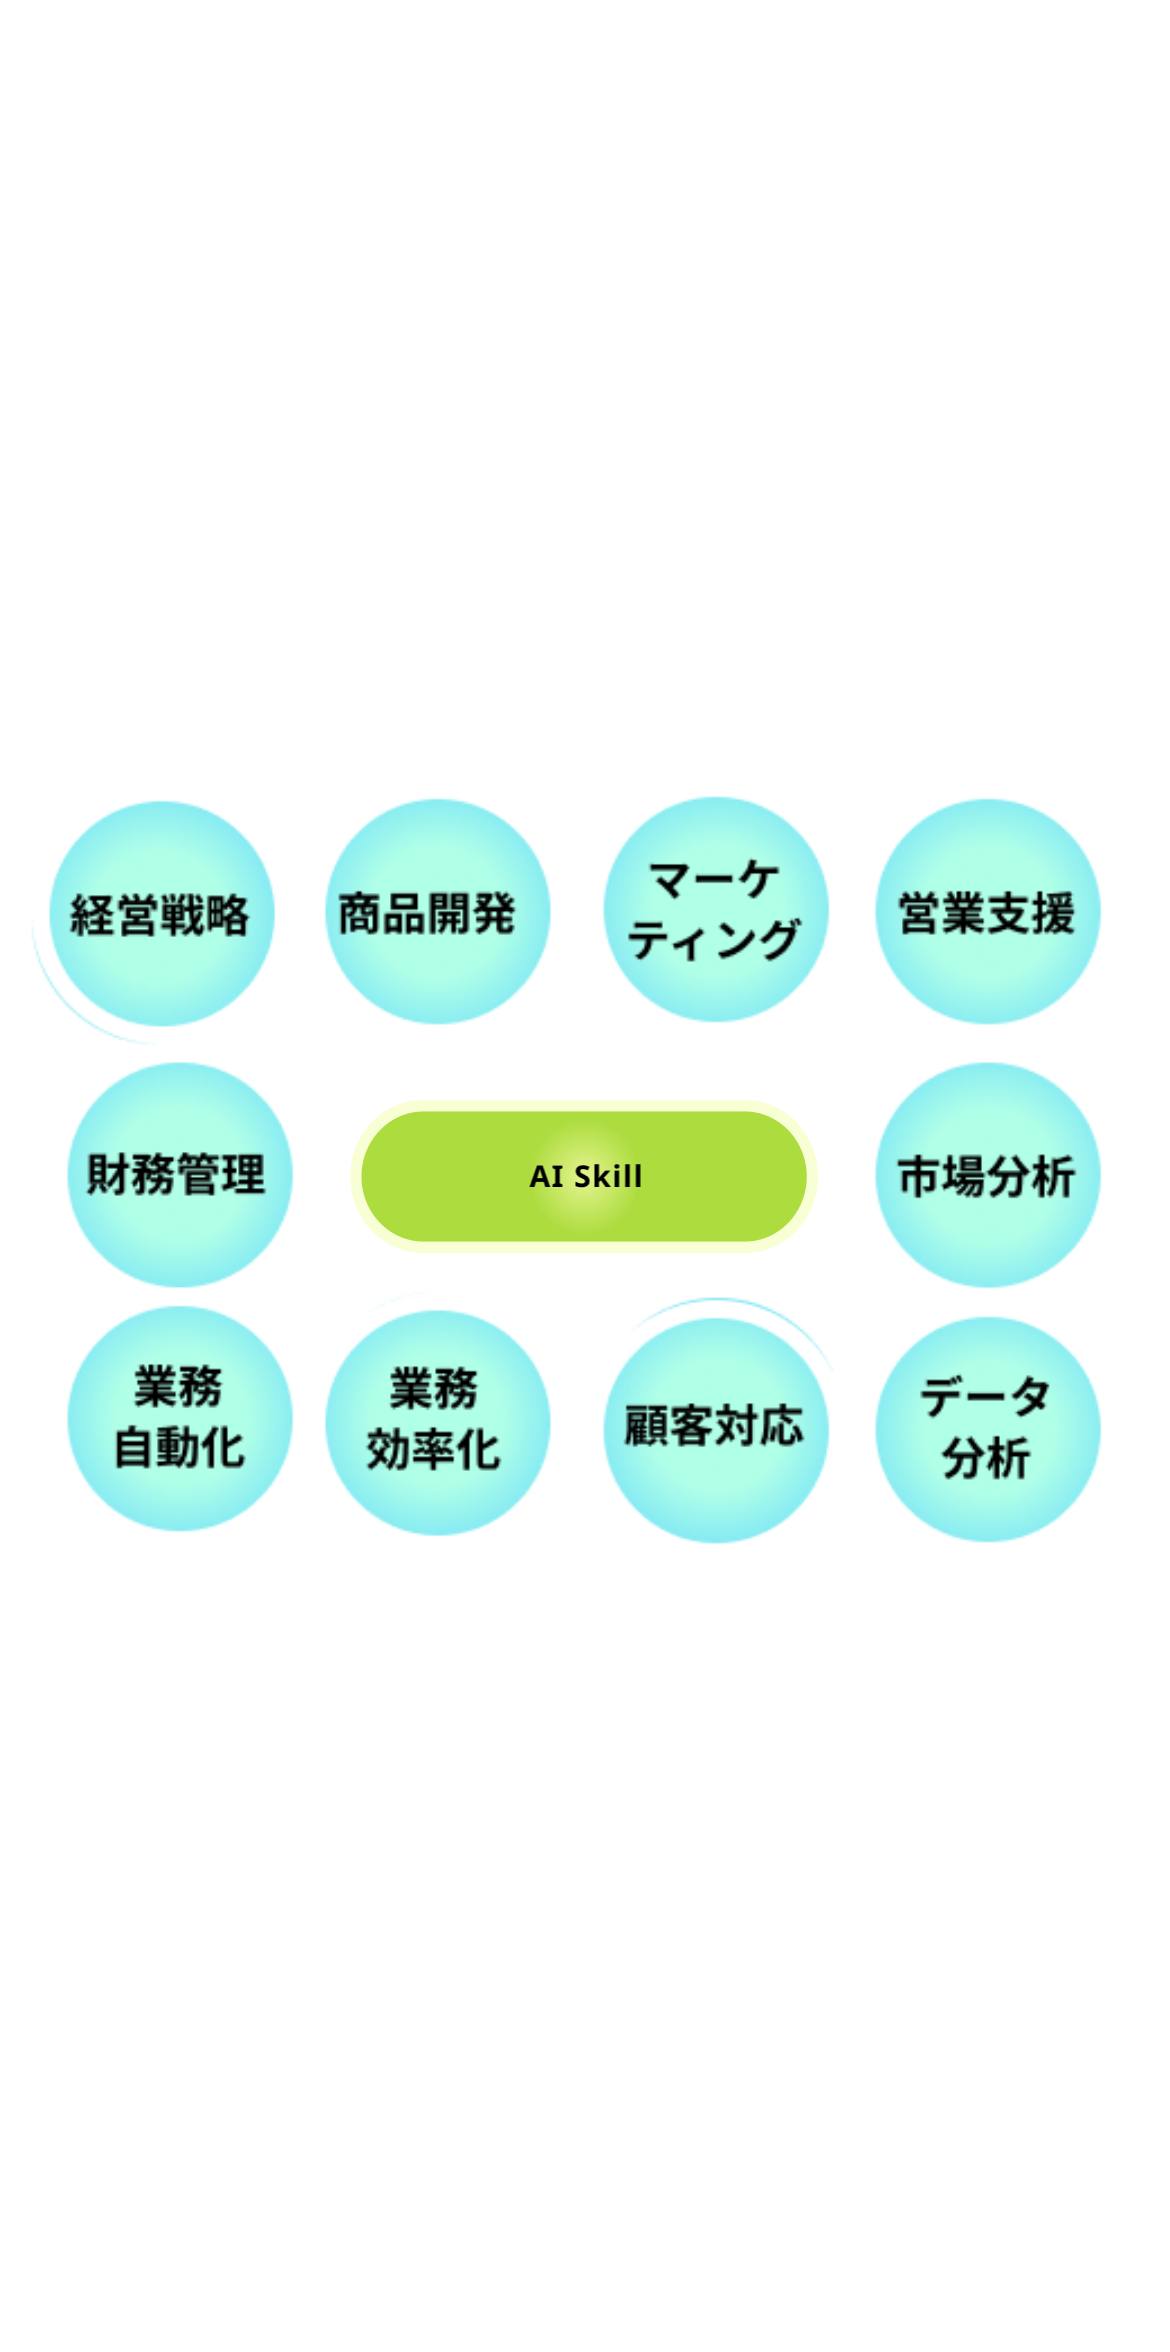 経営戦略
商品開発
マーケ
ティング
営業支援
財務管理
AI Skill
市場分析
業務
自動化
業務
効率化
顧客対応
データ
分析